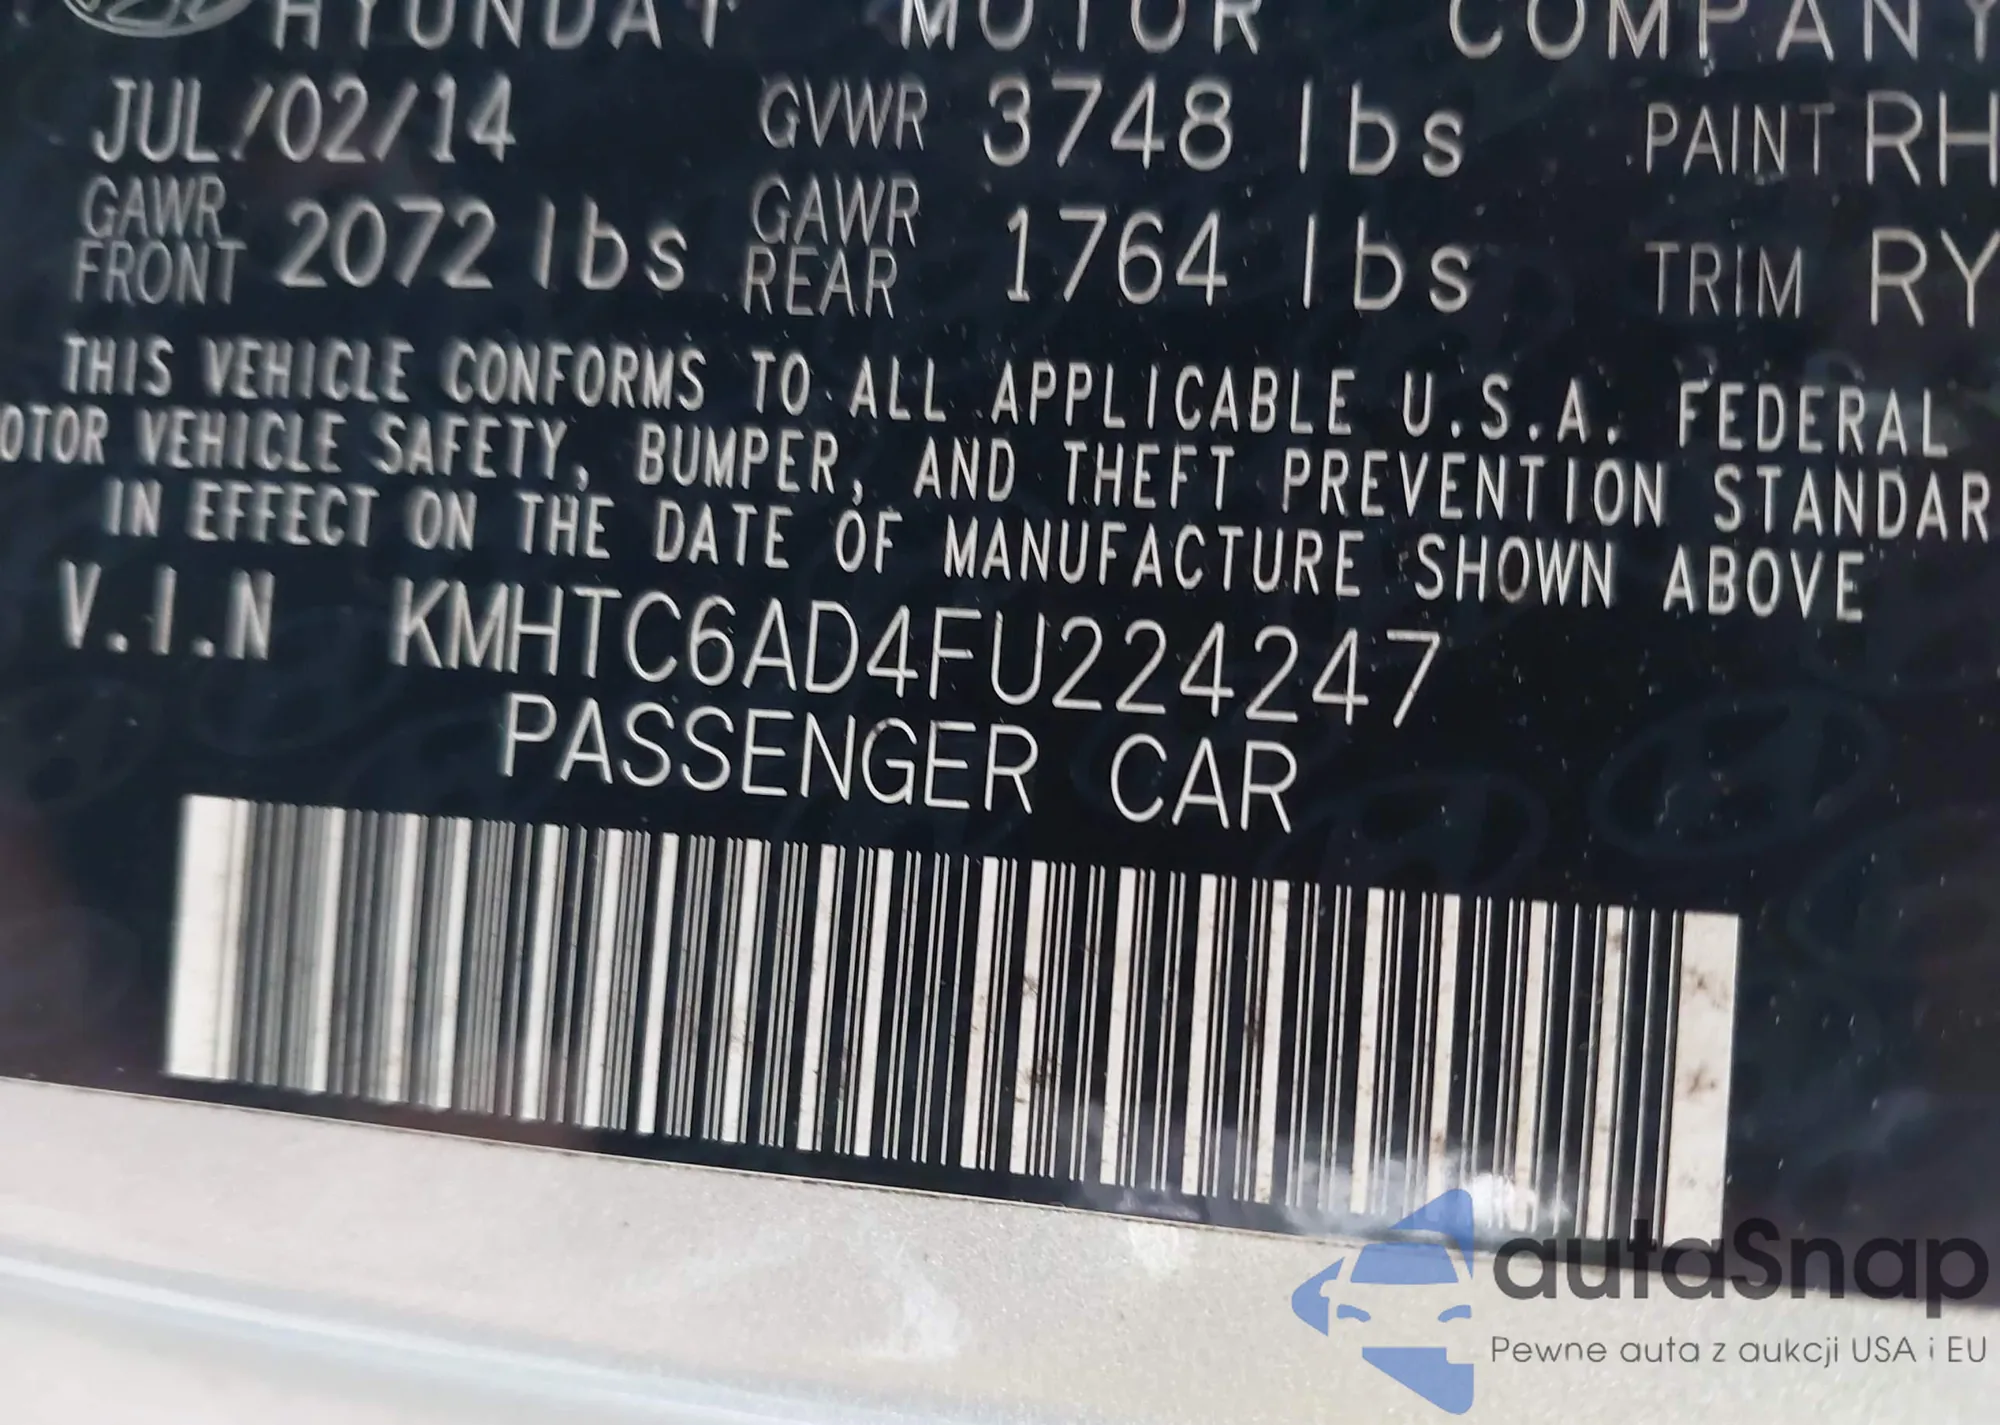 HYUNDAI MOTOR COMPANY
JUL/02/14 GVWR 3748 lbs PAINT RH
GAWR FRONT 2072 lbs GAWR REAR 1764 lbs TRIM RY
THIS VEHICLE CONFORMS TO ALL APPLICABLE U.S.A. FEDERAL
OTOR VEHICLE SAFETY, BUMPER, AND THEFT PREVENTION STANDAR
IN EFFECT ON THE DATE OF MANUFACTURE SHOWN ABOVE
V.I.N KMHTC6AD4FU224247
PASSENGER CAR
autaSnap
Pewne auta z aukcji USA i EU